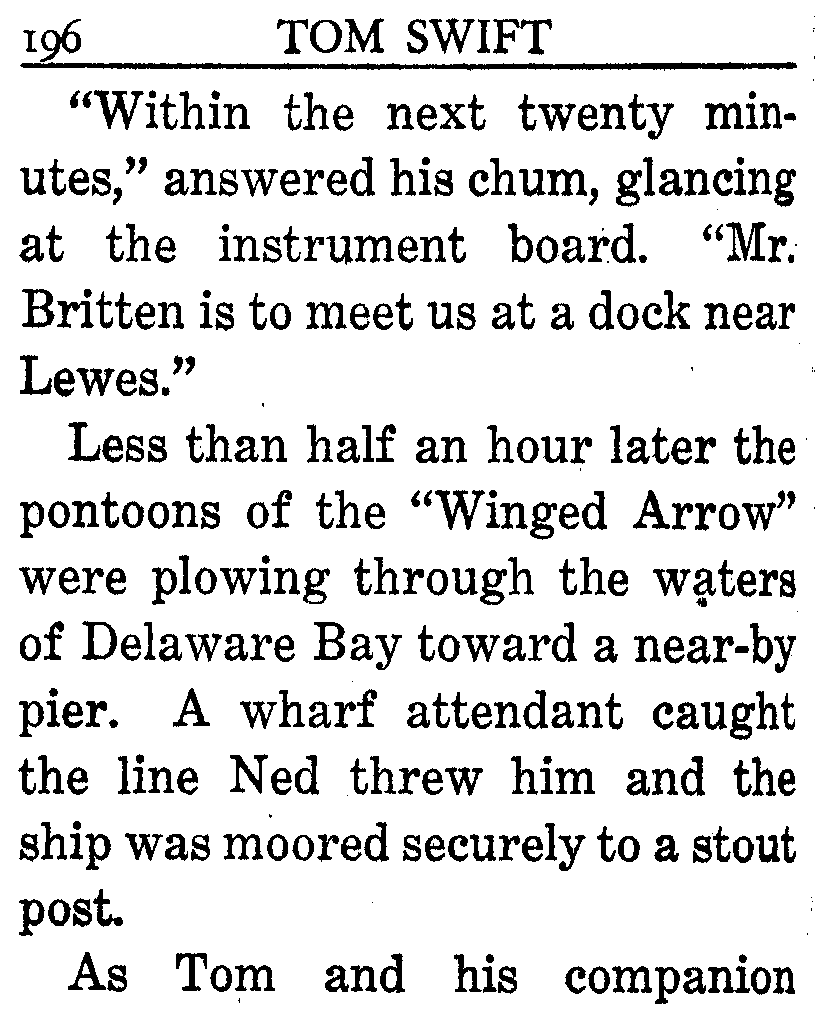 196 TOM SWIFT
“Within the next twenty min-
utes,” answered his chum, glancing
at the instrument board. “Mr.
Britten is to meet us at a dock near
Lewes.”
Less than half an hour later the
pontoons of the “Winged Arrow”
were plowing through the waters
of Delaware Bay toward a near-by
pier. A wharf attendant caught
the line Ned threw him and the
ship was moored securely to a stout
post.
As Tom and his companion